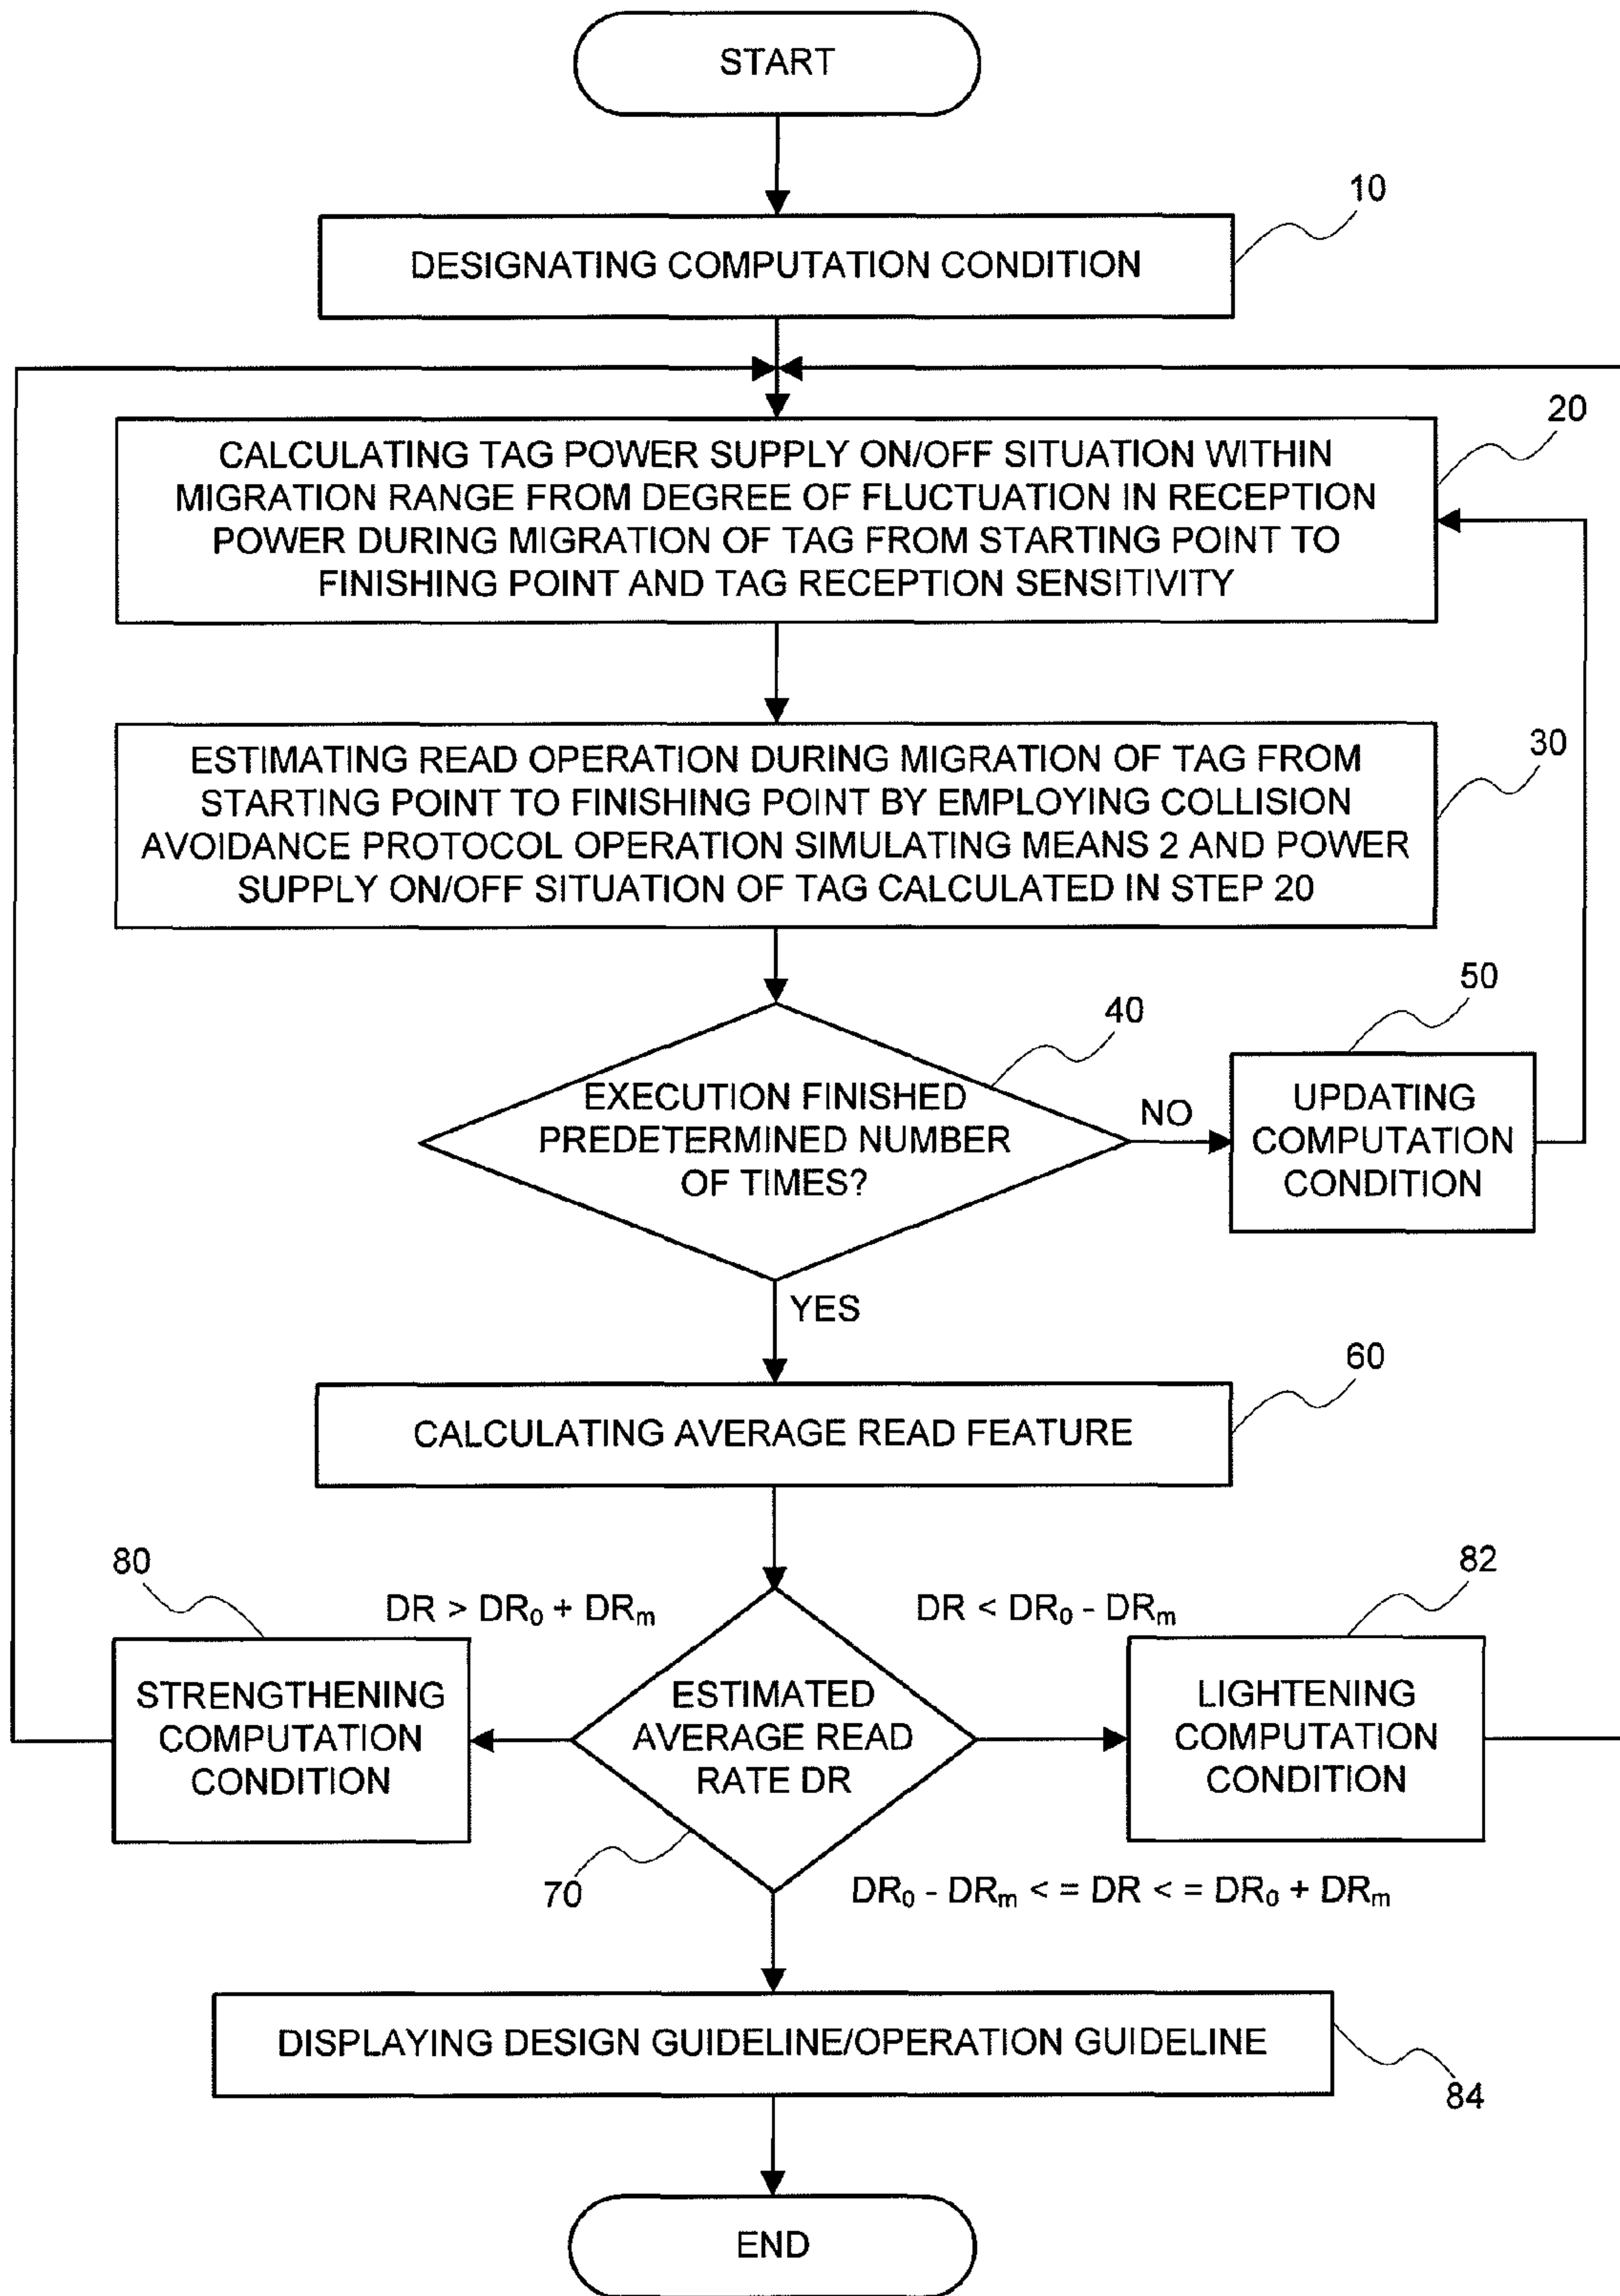 START
10
DESIGNATING COMPUTATION CONDITION
20
CALCULATING TAG POWER SUPPLY ON/OFF SITUATION WITHIN
MIGRATION RANGE FROM DEGREE OF FLUCTUATION IN RECEPTION
POWER DURING MIGRATION OF TAG FROM STARTING POINT TO
FINISHING POINT AND TAG RECEPTION SENSITIVITY
30
ESTIMATING READ OPERATION DURING MIGRATION OF TAG FROM
STARTING POINT TO FINISHING POINT BY EMPLOYING COLLISION
AVOIDANCE PROTOCOL OPERATION SIMULATING MEANS 2 AND POWER
SUPPLY ON/OFF SITUATION OF TAG CALCULATED IN STEP 20
40
EXECUTION FINISHED
PREDETERMINED NUMBER
OF TIMES?
NO
50
UPDATING
COMPUTATION
CONDITION
YES
60
CALCULATING AVERAGE READ FEATURE
80
DR > DR₀ + DRₘ
DR < DR₀ - DRₘ
82
STRENGTHENING
COMPUTATION
CONDITION
ESTIMATED
AVERAGE READ
RATE DR
LIGHTENING
COMPUTATION
CONDITION
70
DR₀ - DRₘ < = DR < = DR₀ + DRₘ
DISPLAYING DESIGN GUIDELINE/OPERATION GUIDELINE
84
END